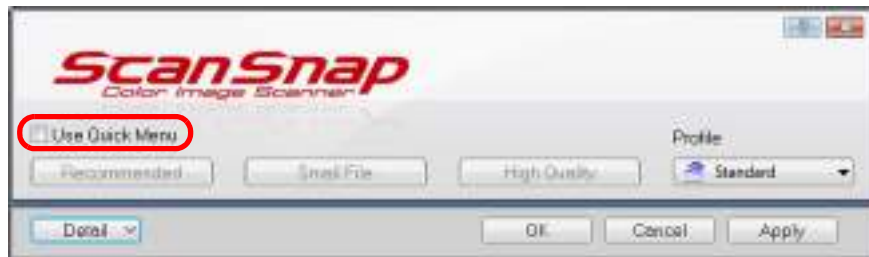 ScanSnap
Color Image Scanner
Use Quick Menu
Profile
Recommended Small File High Quality Standard
Detail OK Cancel Apply